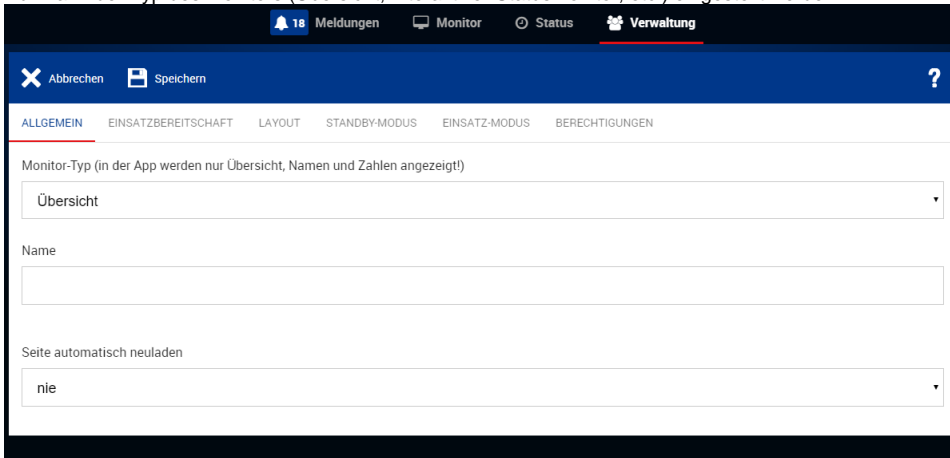 18 Meldungen Monitor Status Verwaltung
Abbrechen Speichern ?
ALLGEMEIN EINSATZBEREITSCHAFT LAYOUT STANDBY-MODUS EINSATZ-MODUS BERECHTIGUNGEN
Monitor-Typ (in der App werden nur Übersicht, Namen und Zahlen angezeigt!)
Übersicht
Name
Seite automatisch neuladen
nie